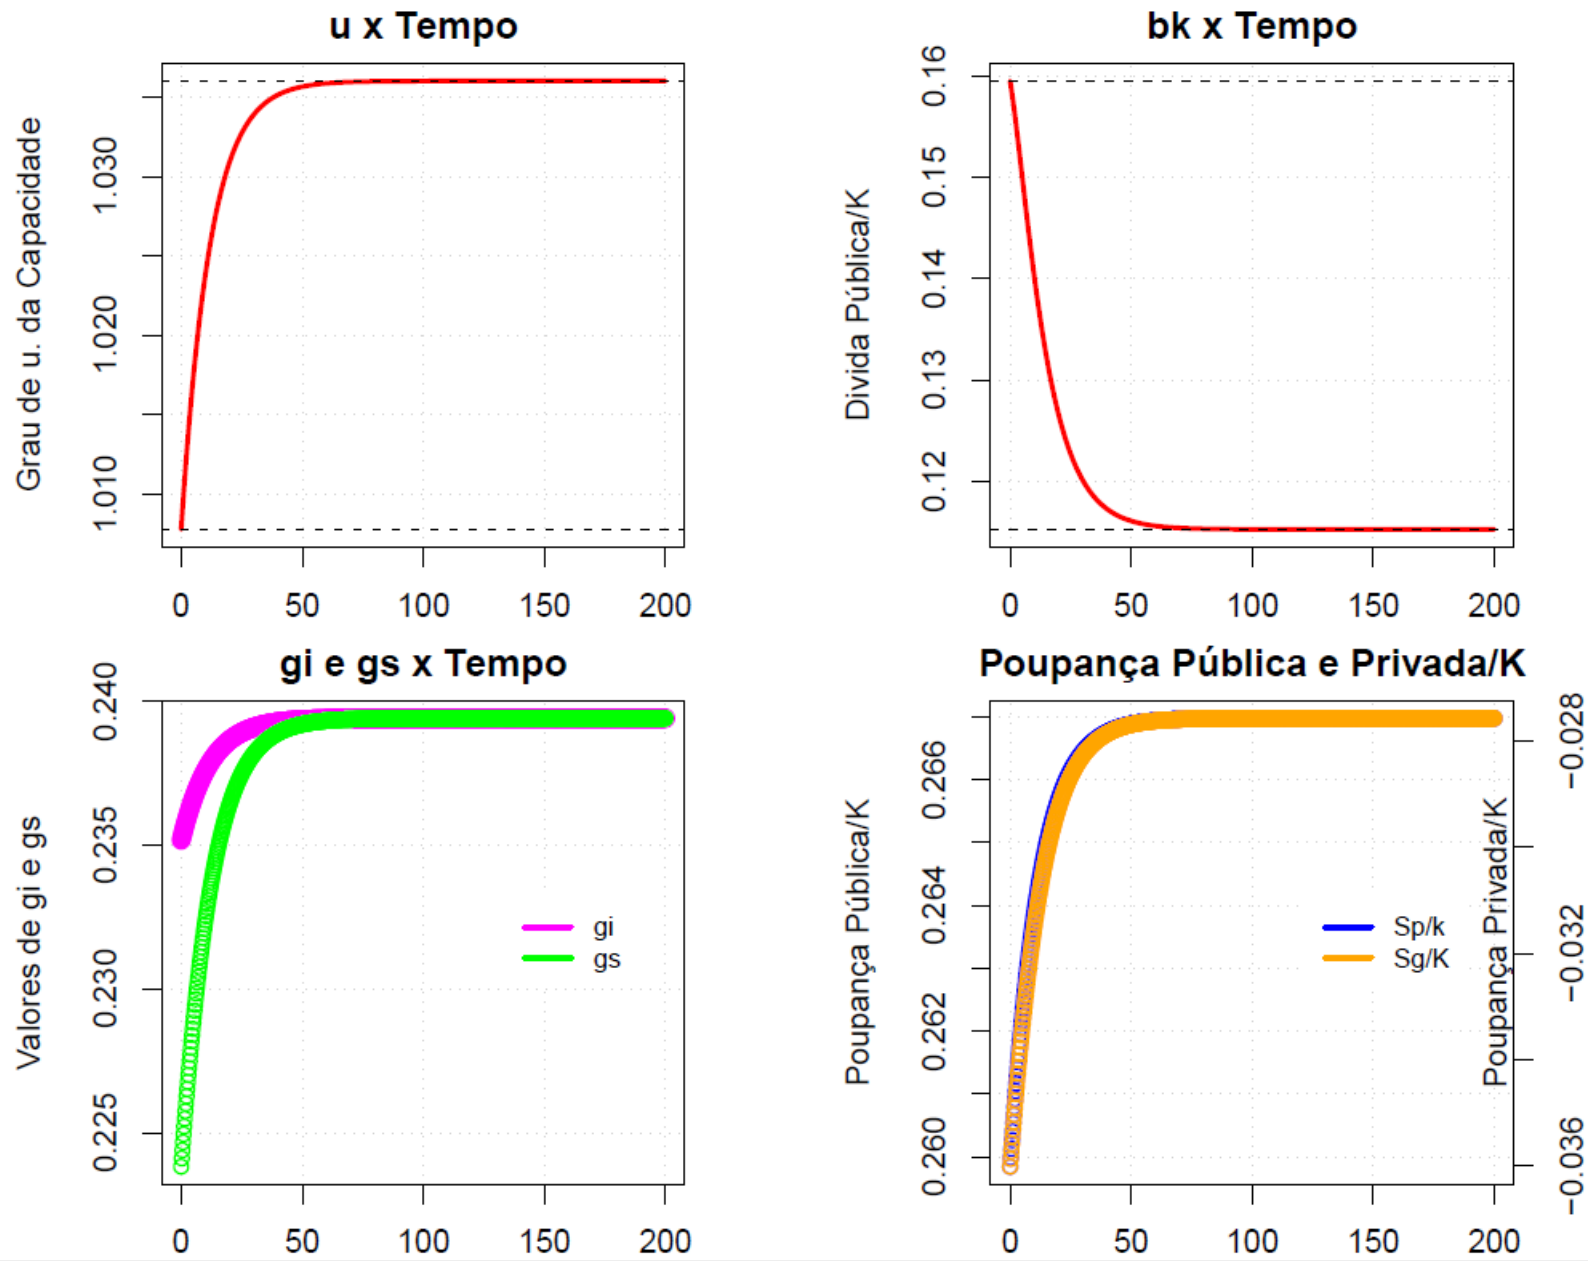 u x Tempo
Grau de u. da Capacidade
1.030
1.020
1.010
0 50 100 150 200
bk x Tempo
Divida Pública/K
0.16
0.15
0.14
0.13
0.12
0 50 100 150 200
gi e gs x Tempo
Valores de gi e gs
0.240
0.235
0.230
0.225
gi
gs
0 50 100 150 200
Poupança Pública e Privada/K
Poupança Pública/K
0.266
0.264
0.262
0.260
Sp/k
Sg/K
Poupança Privada/K
−0.028
−0.032
−0.036
0 50 100 150 200